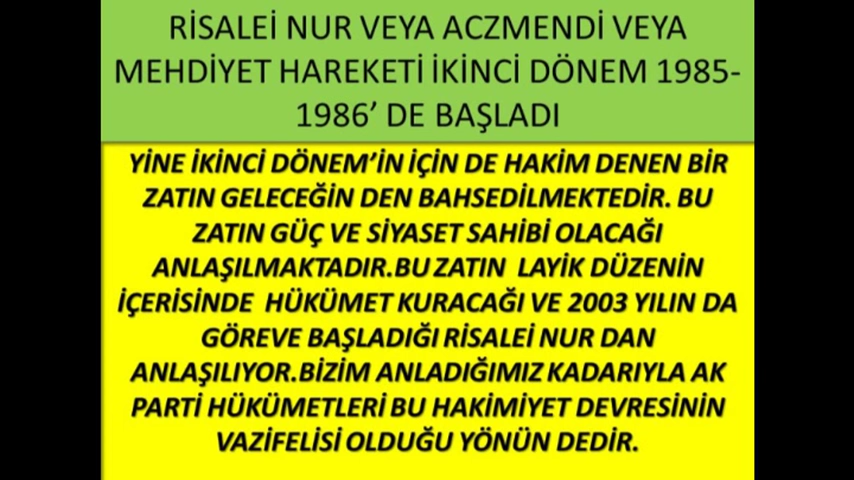 RİSALEİ NUR VEYA ACZMENDİ VEYA
MEHDİYET HAREKETİ İKİNCİ DÖNEM 1985-
1986’ DE BAŞLADI
YİNE İKİNCİ DÖNEM’İN İÇİN DE HAKİM DENEN BİR
ZATIN GELECEĞİN DEN BAHSEDİLMEKTEDİR. BU
ZATIN GÜÇ VE SİYASET SAHİBİ OLACAĞI
ANLAŞILMAKTADIR.BU ZATIN LAYİK DÜZENİN
İÇERİSİNDE HÜKÜMET KURACAĞI VE 2003 YILIN DA
GÖREVE BAŞLADIĞI RİSALEİ NUR DAN
ANLAŞILIYOR.BİZİM ANLADIĞIMIZ KADARIYLA AK
PARTİ HÜKÜMETLERİ BU HAKİMİYET DEVRESİNİN
VAZİFELİSİ OLDUĞU YÖNÜN DEDİR.